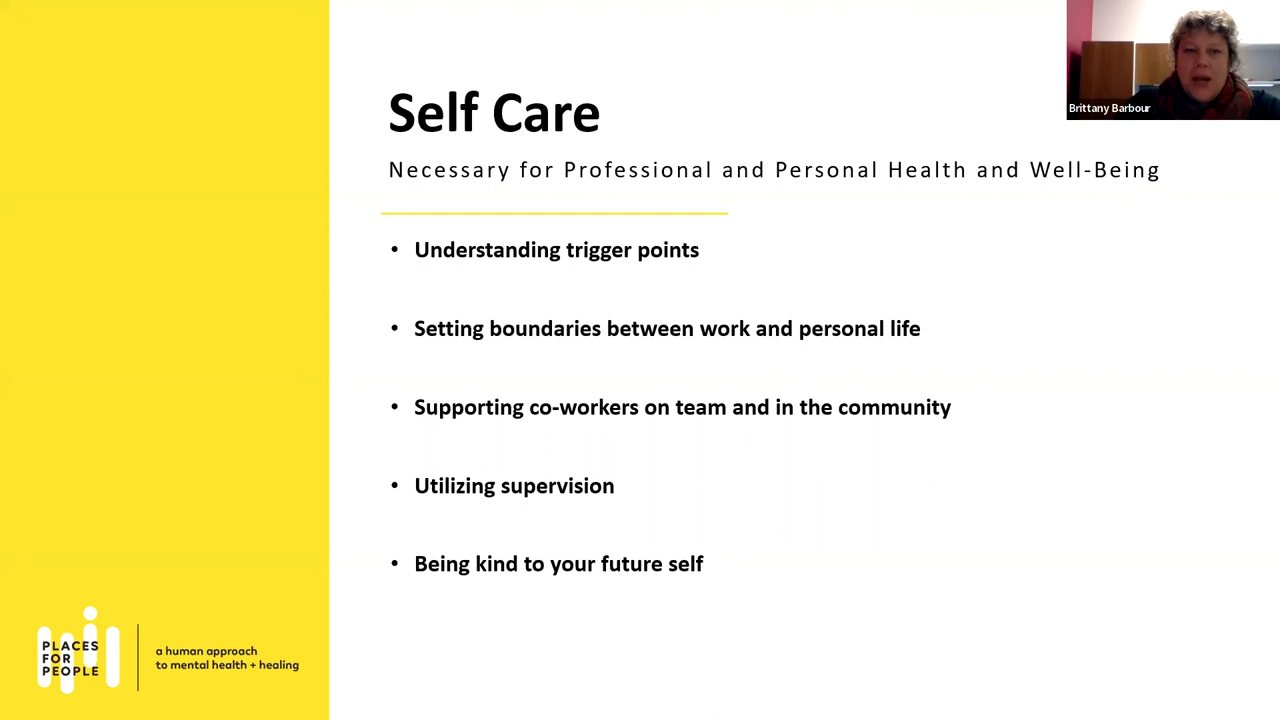 Brittany Barbour
Self Care
Necessary for Professional and Personal Health and Well-Being
• Understanding trigger points
• Setting boundaries between work and personal life
• Supporting co-workers on team and in the community
• Utilizing supervision
• Being kind to your future self
PLACES
FOR
PEOPLE
a human approach
to mental health + healing